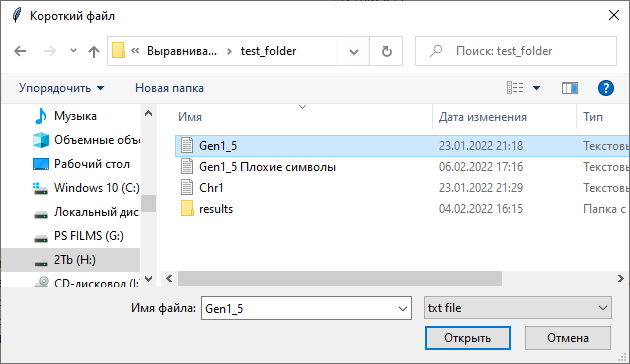 Короткий файл
« Выравнива... › test_folder
Поиск: test_folder
Упорядочить
Новая папка
Музыка
Объемные объе
Рабочий стол
Windows 10 (C:)
Локальный дис
PS FILMS (G:)
2Tb (H:)
CD-дисковод (I:
Имя Дата изменения Тип
Gen1_5 23.01.2022 21:18 Текстовы
Gen1_5 Плохие символы 06.02.2022 17:16 Текстовы
Chr1 23.01.2022 21:29 Текстовы
results 04.02.2022 16:15 Папка с
Имя файла: Gen1_5 txt file
Открыть Отмена